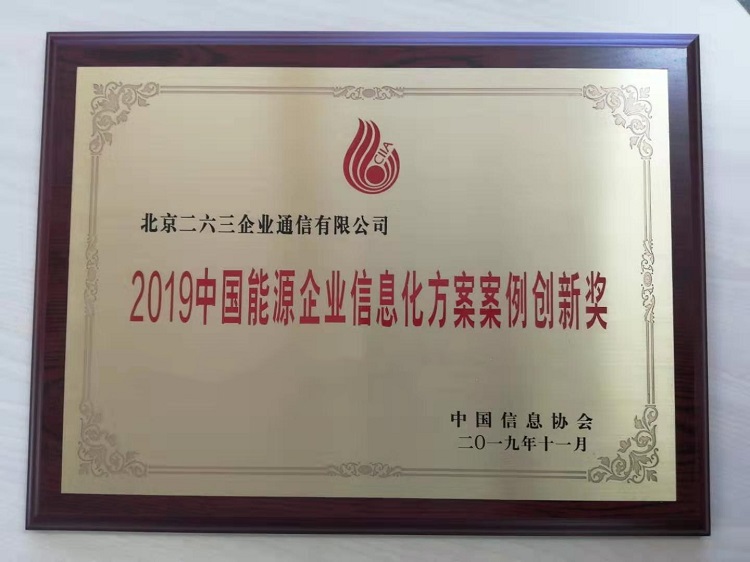 CIIA
北京二六三企业通信有限公司
2019中国能源企业信息化方案案例创新奖
中国信息协会
二〇一九年十一月